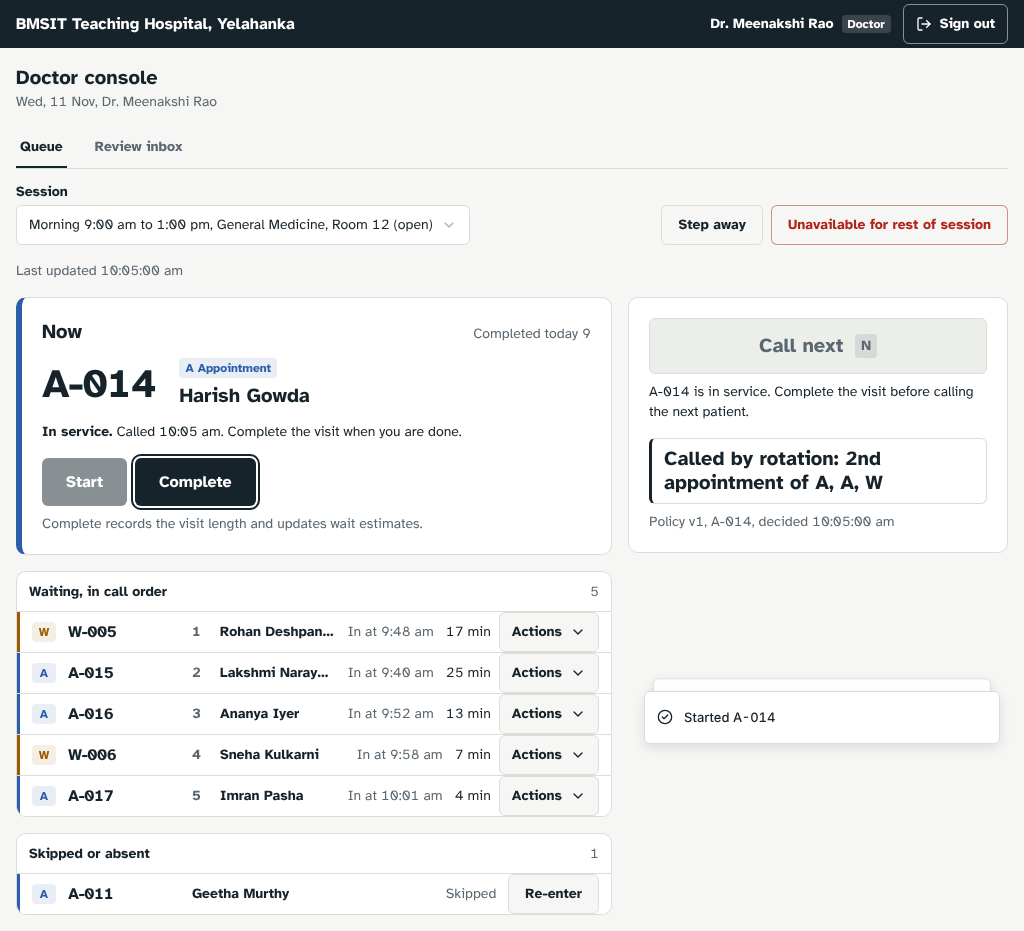 BMSIT Teaching Hospital, Yelahanka
Dr. Meenakshi Rao Doctor Sign out
Doctor console
Wed, 11 Nov, Dr. Meenakshi Rao
Queue Review inbox
Session
Morning 9:00 am to 1:00 pm, General Medicine, Room 12 (open)
Step away Unavailable for rest of session
Last updated 10:05:00 am
Now Completed today 9
A-014
A Appointment
Harish Gowda
In service. Called 10:05 am. Complete the visit when you are done.
Start Complete
Complete records the visit length and updates wait estimates.
Call next N
A-014 is in service. Complete the visit before calling
the next patient.
Called by rotation: 2nd
appointment of A, A, W
Policy v1, A-014, decided 10:05:00 am
Waiting, in call order 5
W W-005 1 Rohan Deshpan... In at 9:48 am 17 min Actions
A A-015 2 Lakshmi Naray... In at 9:40 am 25 min Actions
A A-016 3 Ananya Iyer In at 9:52 am 13 min Actions
W W-006 4 Sneha Kulkarni In at 9:58 am 7 min Actions
A A-017 5 Imran Pasha In at 10:01 am 4 min Actions
Started A-014
Skipped or absent 1
A A-011 Geetha Murthy Skipped Re-enter